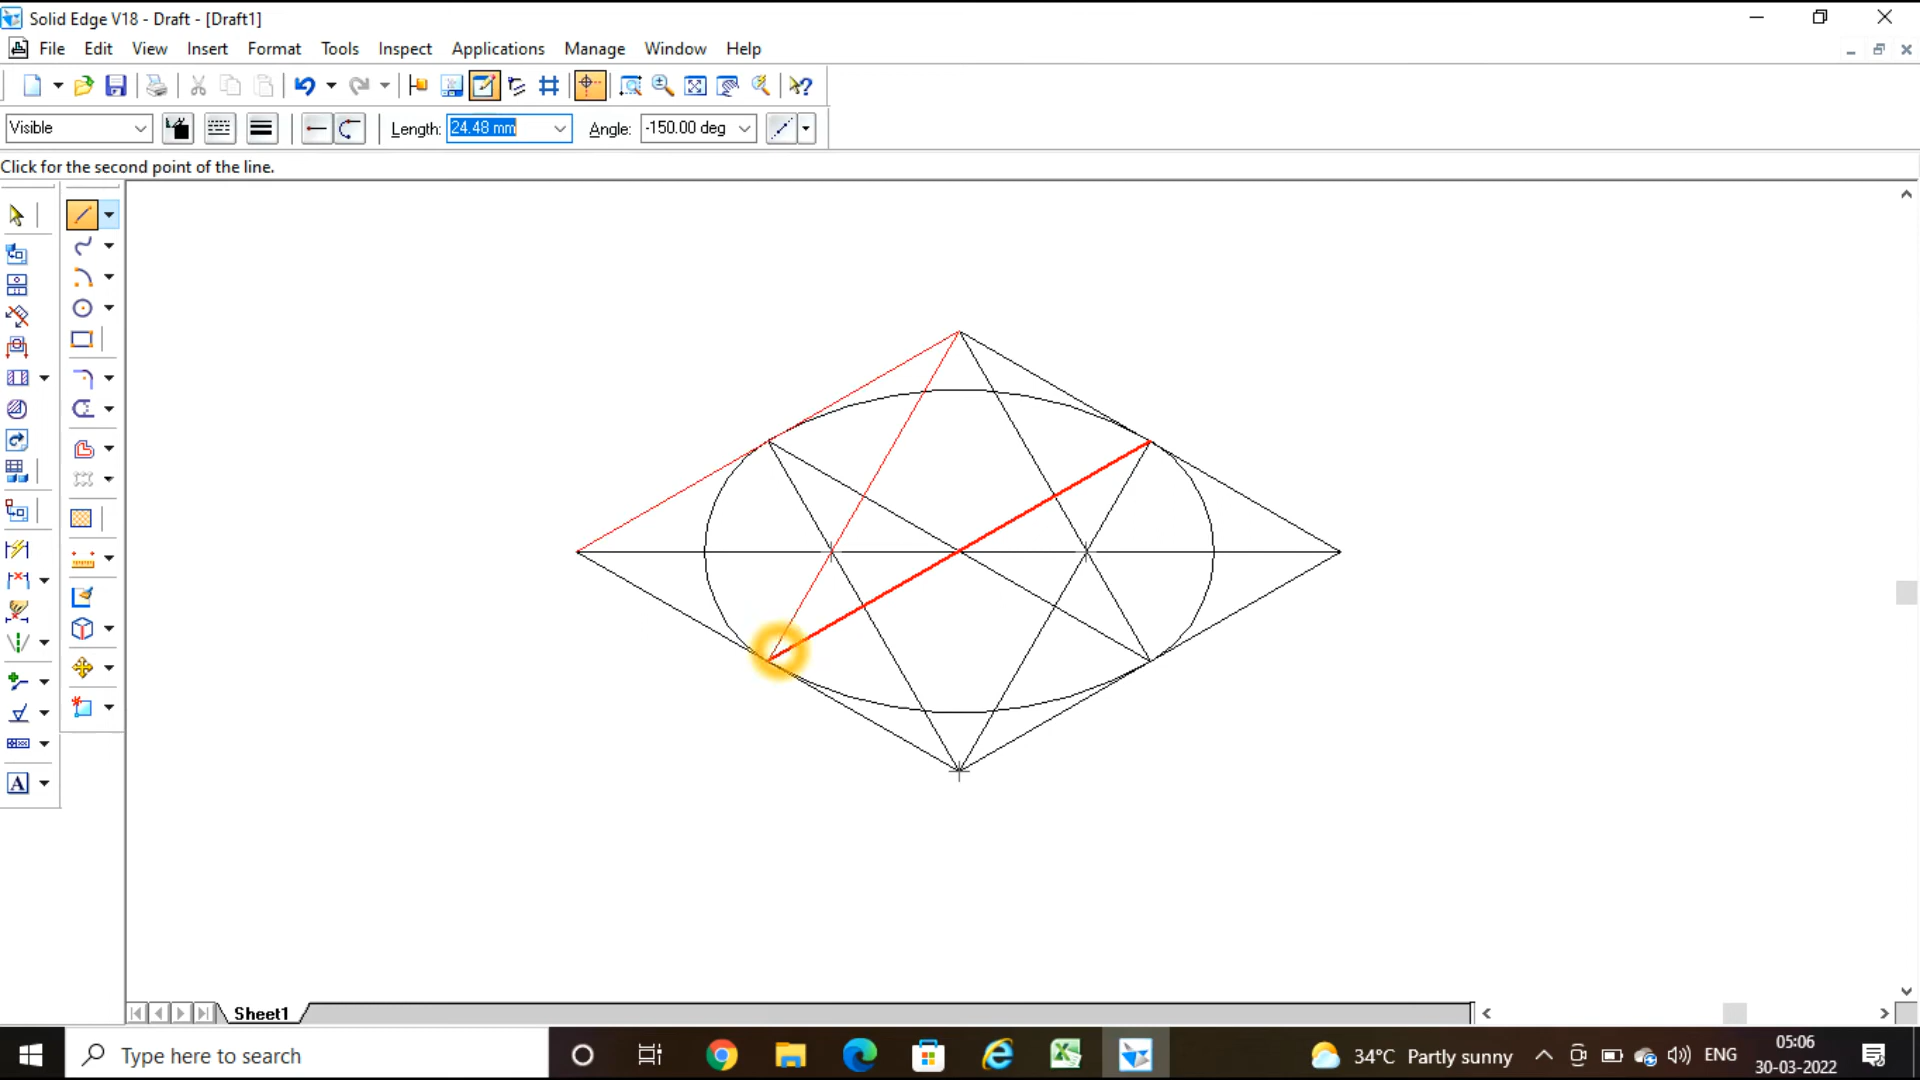 Solid Edge V18 - Draft - [Draft1]
File Edit View Insert Format Tools Inspect Applications Manage Window Help
Visible Length: 24.48 mm Angle: -150.00 deg
Click for the second point of the line.
A
Sheet1
Type here to search
34°C Partly sunny ENG 05:06
30-03-2022